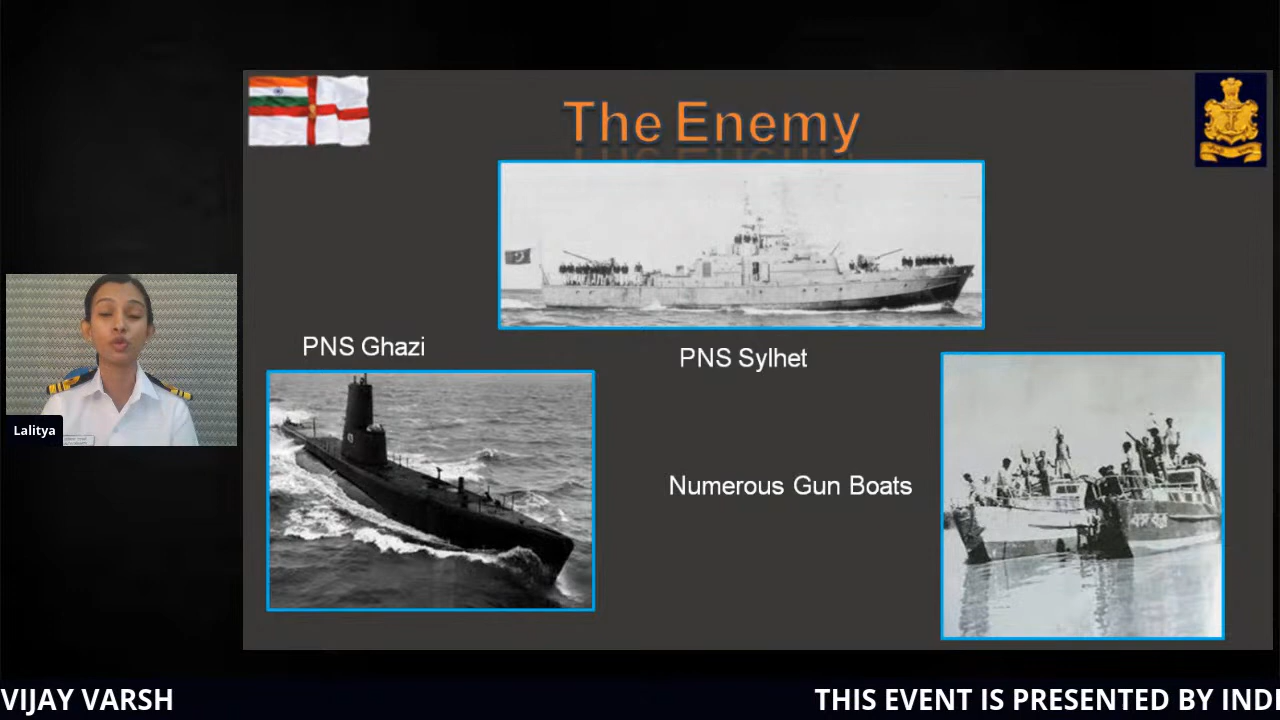 The Enemy
PNS Ghazi
PNS Sylhet
Numerous Gun Boats
Lalitya
VIJAY VARSH
THIS EVENT IS PRESENTED BY INDI